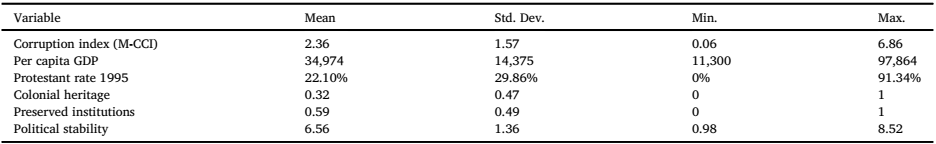 Variable Mean Std. Dev. Min. Max.
Corruption index (M-CCI) 2.36 1.57 0.06 6.86
Per capita GDP 34,974 14,375 11,300 97,864
Protestant rate 1995 22.10% 29.86% 0% 91.34%
Colonial heritage 0.32 0.47 0 1
Preserved institutions 0.59 0.49 0 1
Political stability 6.56 1.36 0.98 8.52